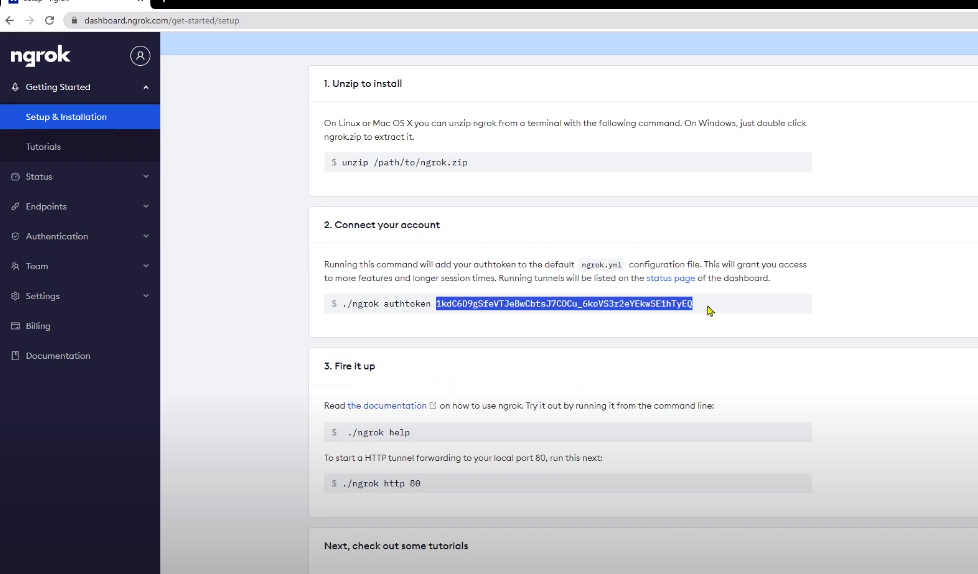 dashboard.ngrok.com/get-started/setup
ngrok
Getting Started
Setup & Installation
Tutorials
Status
Endpoints
Authentication
Team
Settings
Billing
Documentation
1. Unzip to install
On Linux or Mac OS X you can unzip ngrok from a terminal with the following command. On Windows, just double click
ngrok.zip to extract it.
$ unzip /path/to/ngrok.zip
2. Connect your account
Running this command will add your authtoken to the default ngrok.yml configuration file. This will grant you access
to more features and longer session times. Running tunnels will be listed on the status page of the dashboard.
$ ./ngrok authtoken
3. Fire it up
Read the documentation on how to use ngrok. Try it out by running it from the command line:
$ ./ngrok help
To start a HTTP tunnel forwarding to your local port 80, run this next:
$ ./ngrok http 80
Next, check out some tutorials